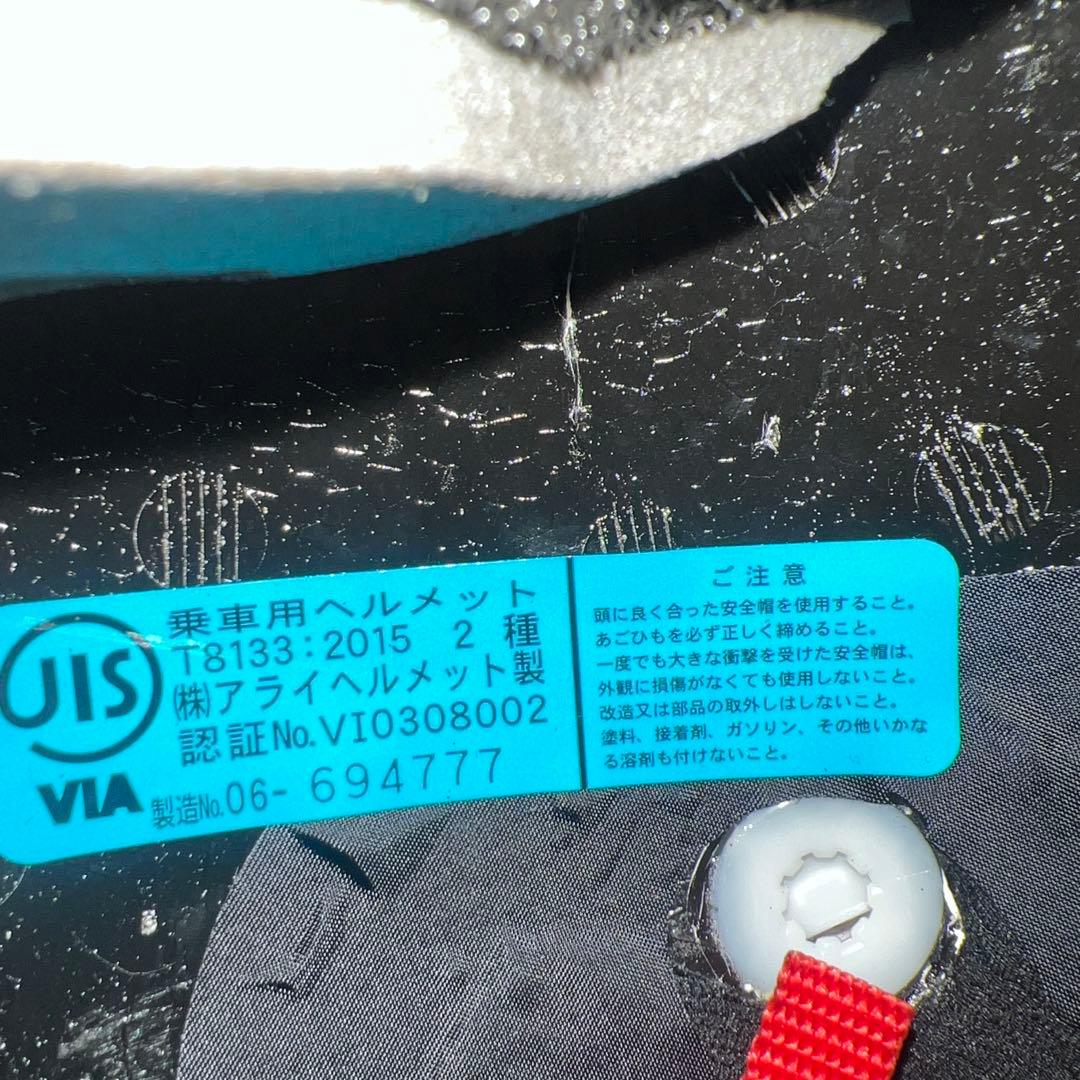 JIS
VIA
乗車用ヘルメット
T8133:2015 2種
(株)アライヘルメット製
認証No.VI0308002
製造No.06-694777
ご注意
頭に良く合った安全帽を使用すること。
あごひもを必ず正しく締めること。
一度でも大きな衝撃を受けた安全帽は、
外観に損傷がなくても使用しないこと。
改造又は部品の取外しはしないこと。
塗料、接着剤、ガソリン、その他いかな
る溶剤も付けないこと。